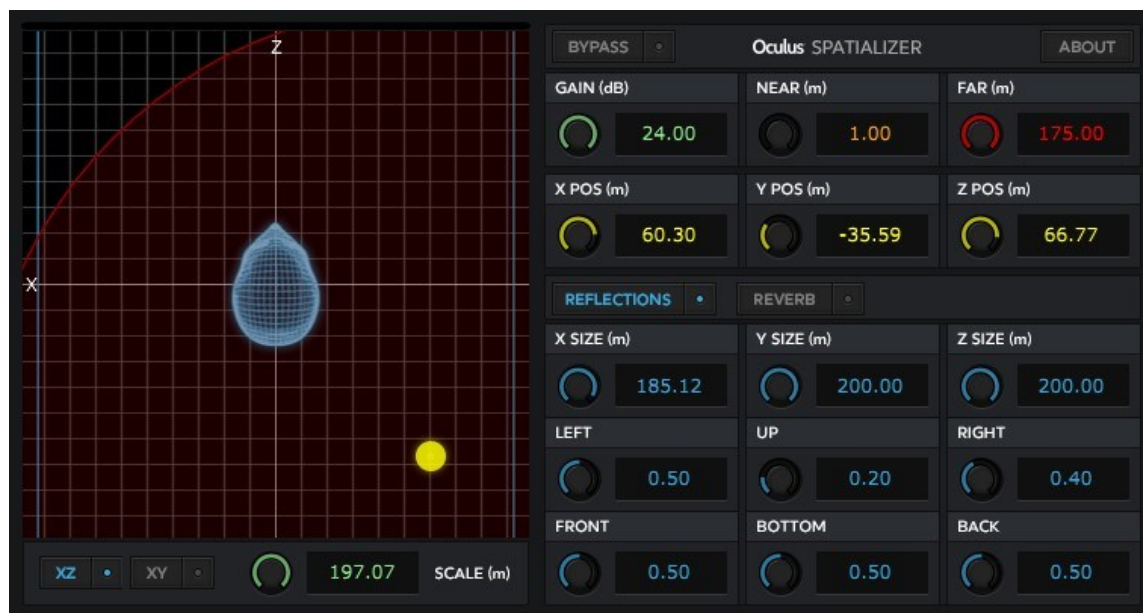 Z
X
BYPASS
Oculus SPATIALIZER
ABOUT
GAIN (dB) NEAR (m) FAR (m)
24.00 1.00 175.00
X POS (m) Y POS (m) Z POS (m)
60.30 -35.59 66.77
REFLECTIONS REVERB
X SIZE (m) Y SIZE (m) Z SIZE (m)
185.12 200.00 200.00
LEFT UP RIGHT
0.50 0.20 0.40
FRONT BOTTOM BACK
0.50 0.50 0.50
XZ XY 197.07 SCALE (m)